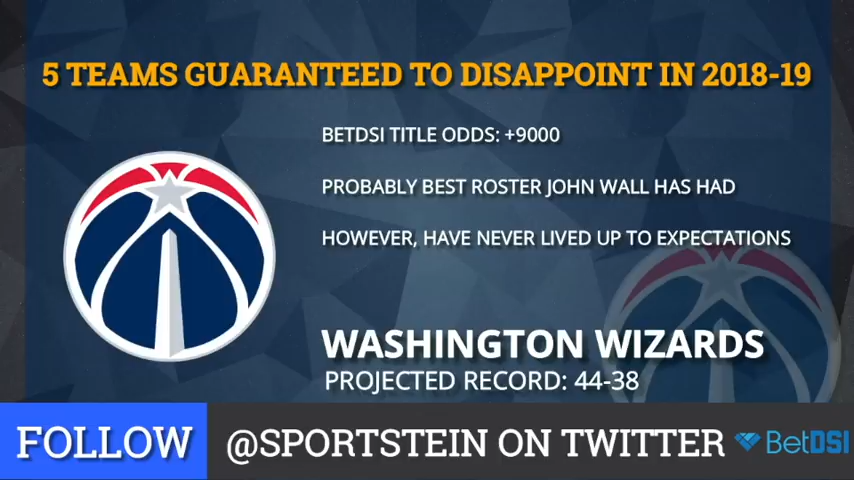 5 TEAMS GUARANTEED TO DISAPPOINT IN 2018-19
BETDSI TITLE ODDS: +9000
PROBABLY BEST ROSTER JOHN WALL HAS HAD
HOWEVER, HAVE NEVER LIVED UP TO EXPECTATIONS
WASHINGTON WIZARDS
PROJECTED RECORD: 44-38
FOLLOW @SPORTSTEIN ON TWITTER BetDSI